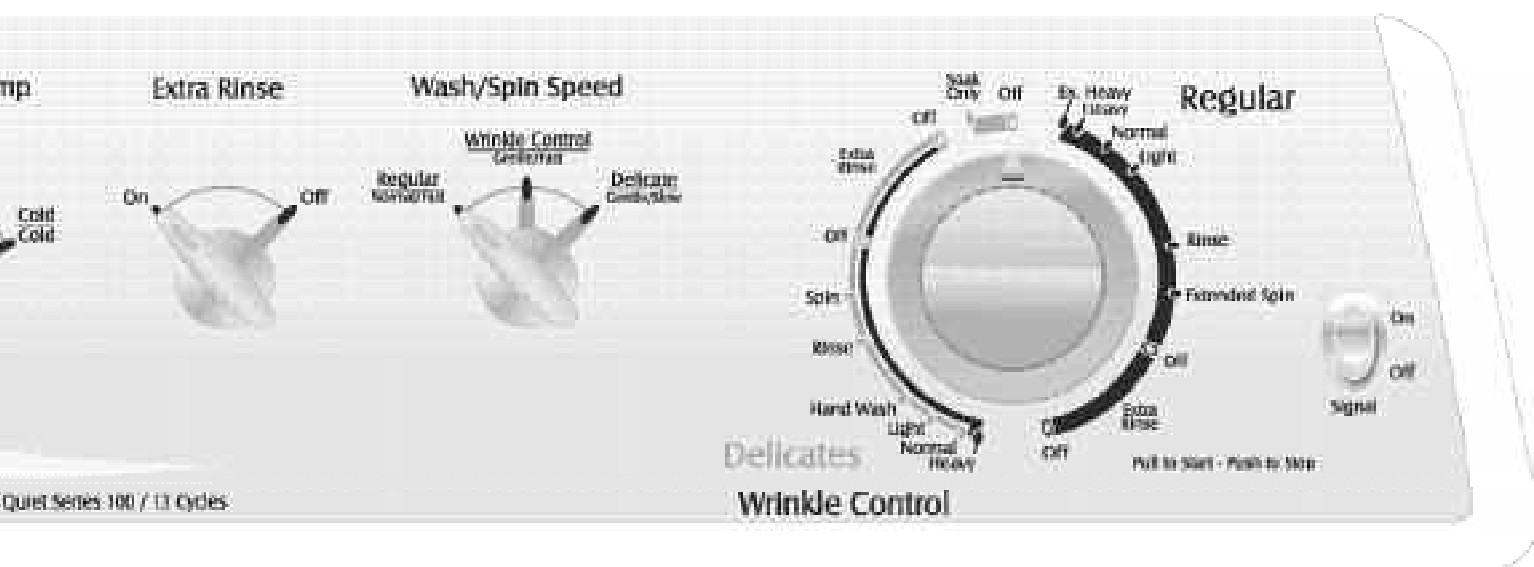 mp
Extra Rinse
Wash/Spin Speed
Soak
Only
Off
Ex. Heavy
Heavy
Regular
Off
Normal
Wrinkle Control
Gentle/Fast
Extra
Rinse
Light
Regular
Normal/Fast
Delicate
Gentle/Slow
On
Off
Cold
Cold
Off
Rinse
Spin
Extended Spin
On
Rinse
Off
Off
Hand Wash
Light
Normal
Heavy
Extra
Rinse
Signal
Delicates
Off
Pull to Start - Push to Stop
Quiet Series 100 / 13 Cycles
Wrinkle Control